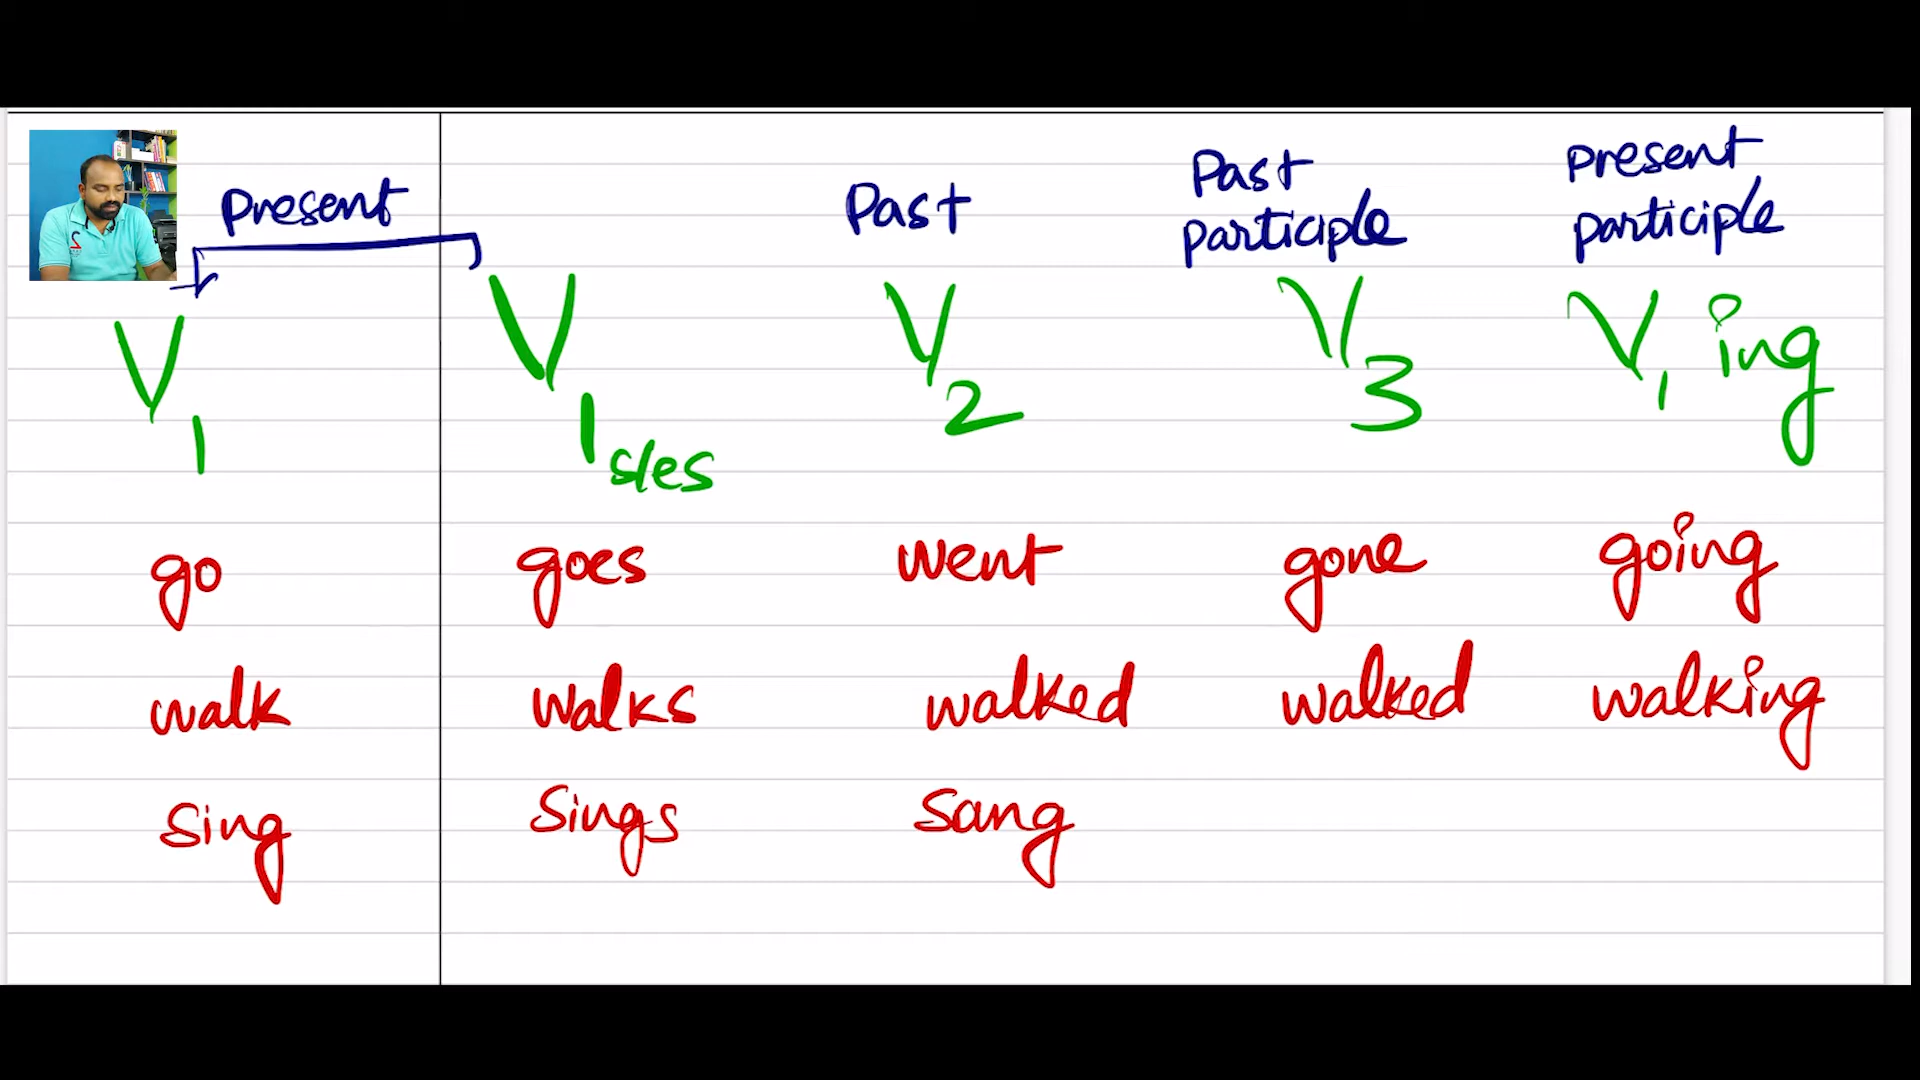 Present Past Past participle Present participle
V1 V1 s/es V2 V3 V1 ing
go goes went gone going
walk walks walked walked walking
Sing Sings Sang